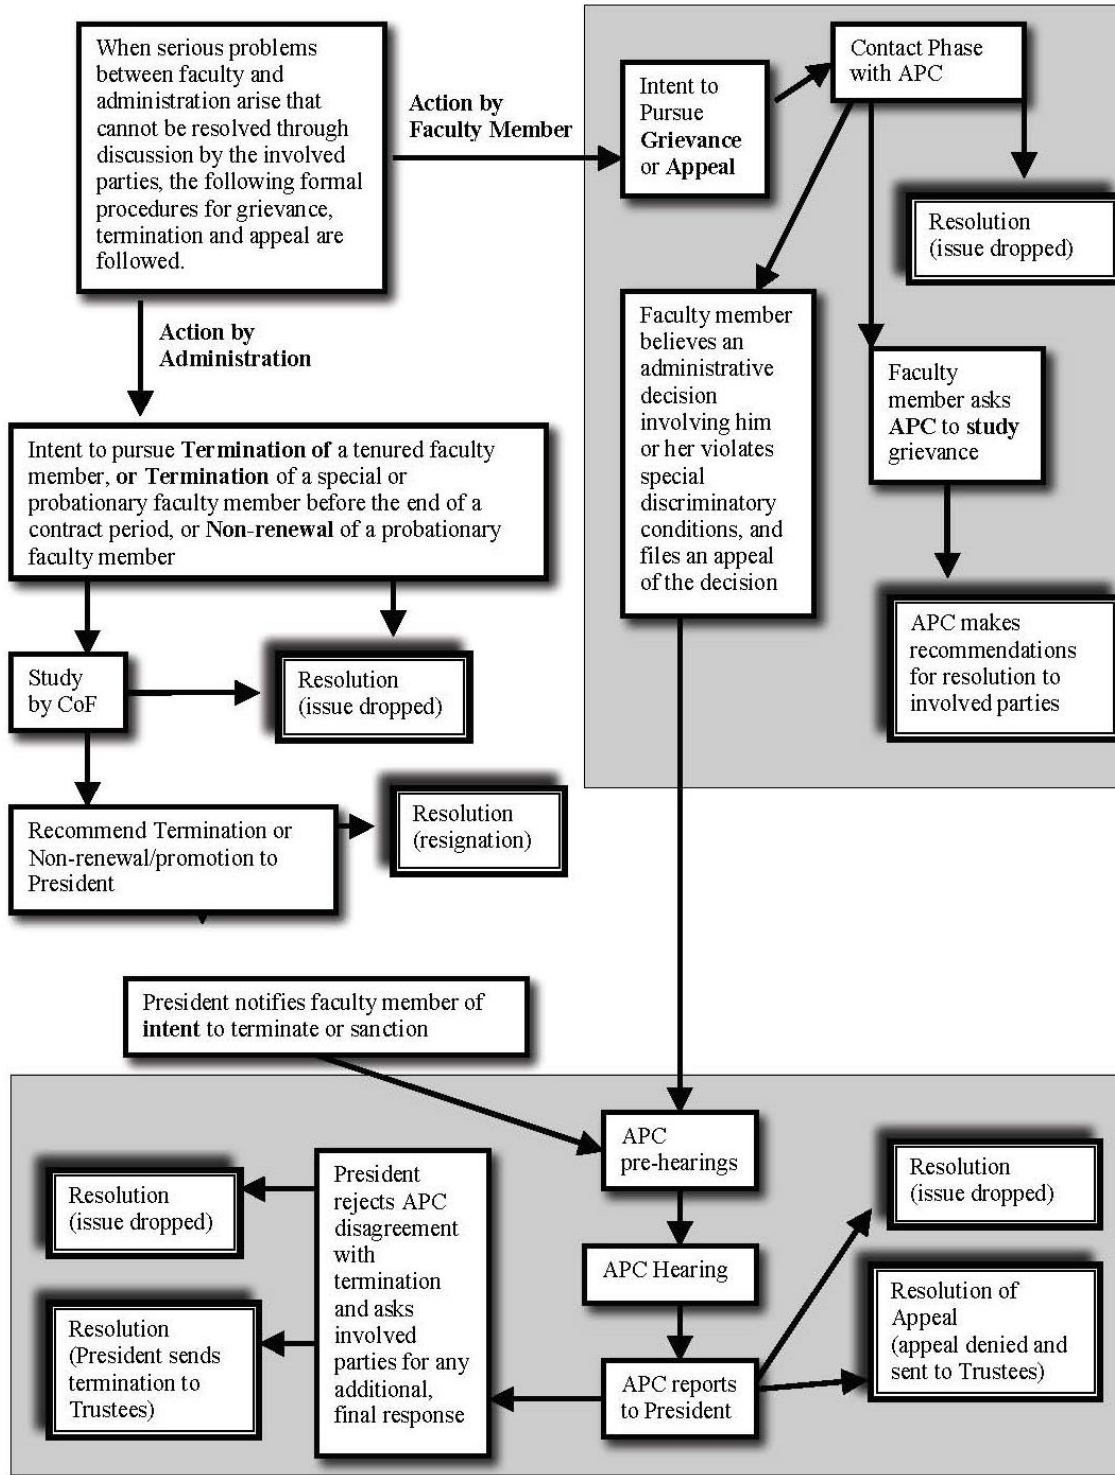 When serious problems
between faculty and
administration arise that
cannot be resolved through
discussion by the involved
parties, the following formal
procedures for grievance,
termination and appeal are
followed.
Action by
Faculty Member
Intent to
Pursue
Grievance
or Appeal
Contact Phase
with APC
Resolution
(issue dropped)
Action by
Administration
Faculty member
believes an
administrative
decision
involving him
or her violates
special
discriminatory
conditions, and
files an appeal
of the decision
Faculty
member asks
APC to study
grievance
APC makes
recommendations
for resolution to
involved parties
Intent to pursue Termination of a tenured faculty
member, or Termination of a special or
probationary faculty member before the end of a
contract period, or Non-renewal of a probationary
faculty member
Study
by CoF
Resolution
(issue dropped)
Recommend Termination or
Non-renewal/promotion to
President
Resolution
(resignation)
President notifies faculty member of
intent to terminate or sanction
APC
pre-hearings
APC Hearing
APC reports
to President
Resolution
(issue dropped)
Resolution of
Appeal
(appeal denied and
sent to Trustees)
President
rejects APC
disagreement
with
termination
and asks
involved
parties for any
additional,
final response
Resolution
(issue dropped)
Resolution
(President sends
termination to
Trustees)